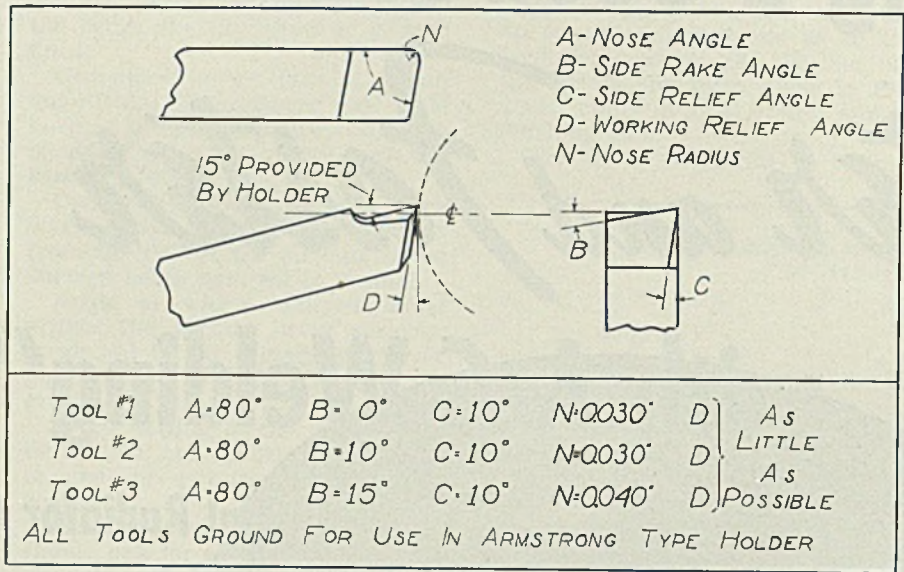 N
A
A-NOSE ANGLE
B-SIDE RAKE ANGLE
C-SIDE RELIEF ANGLE
D-WORKING RELIEF ANGLE
N-NOSE RADIUS
15° PROVIDED
BY HOLDER
℄
B
D
C
TOOL #1 A=80° B= 0° C=10° N=0.030" D AS
LITTLE
TOOL #2 A=80° B=10° C=10° N=0.030" D
AS
TOOL #3 A=80° B=15° C=10° N=0.040" D POSSIBLE
ALL TOOLS GROUND FOR USE IN ARMSTRONG TYPE HOLDER